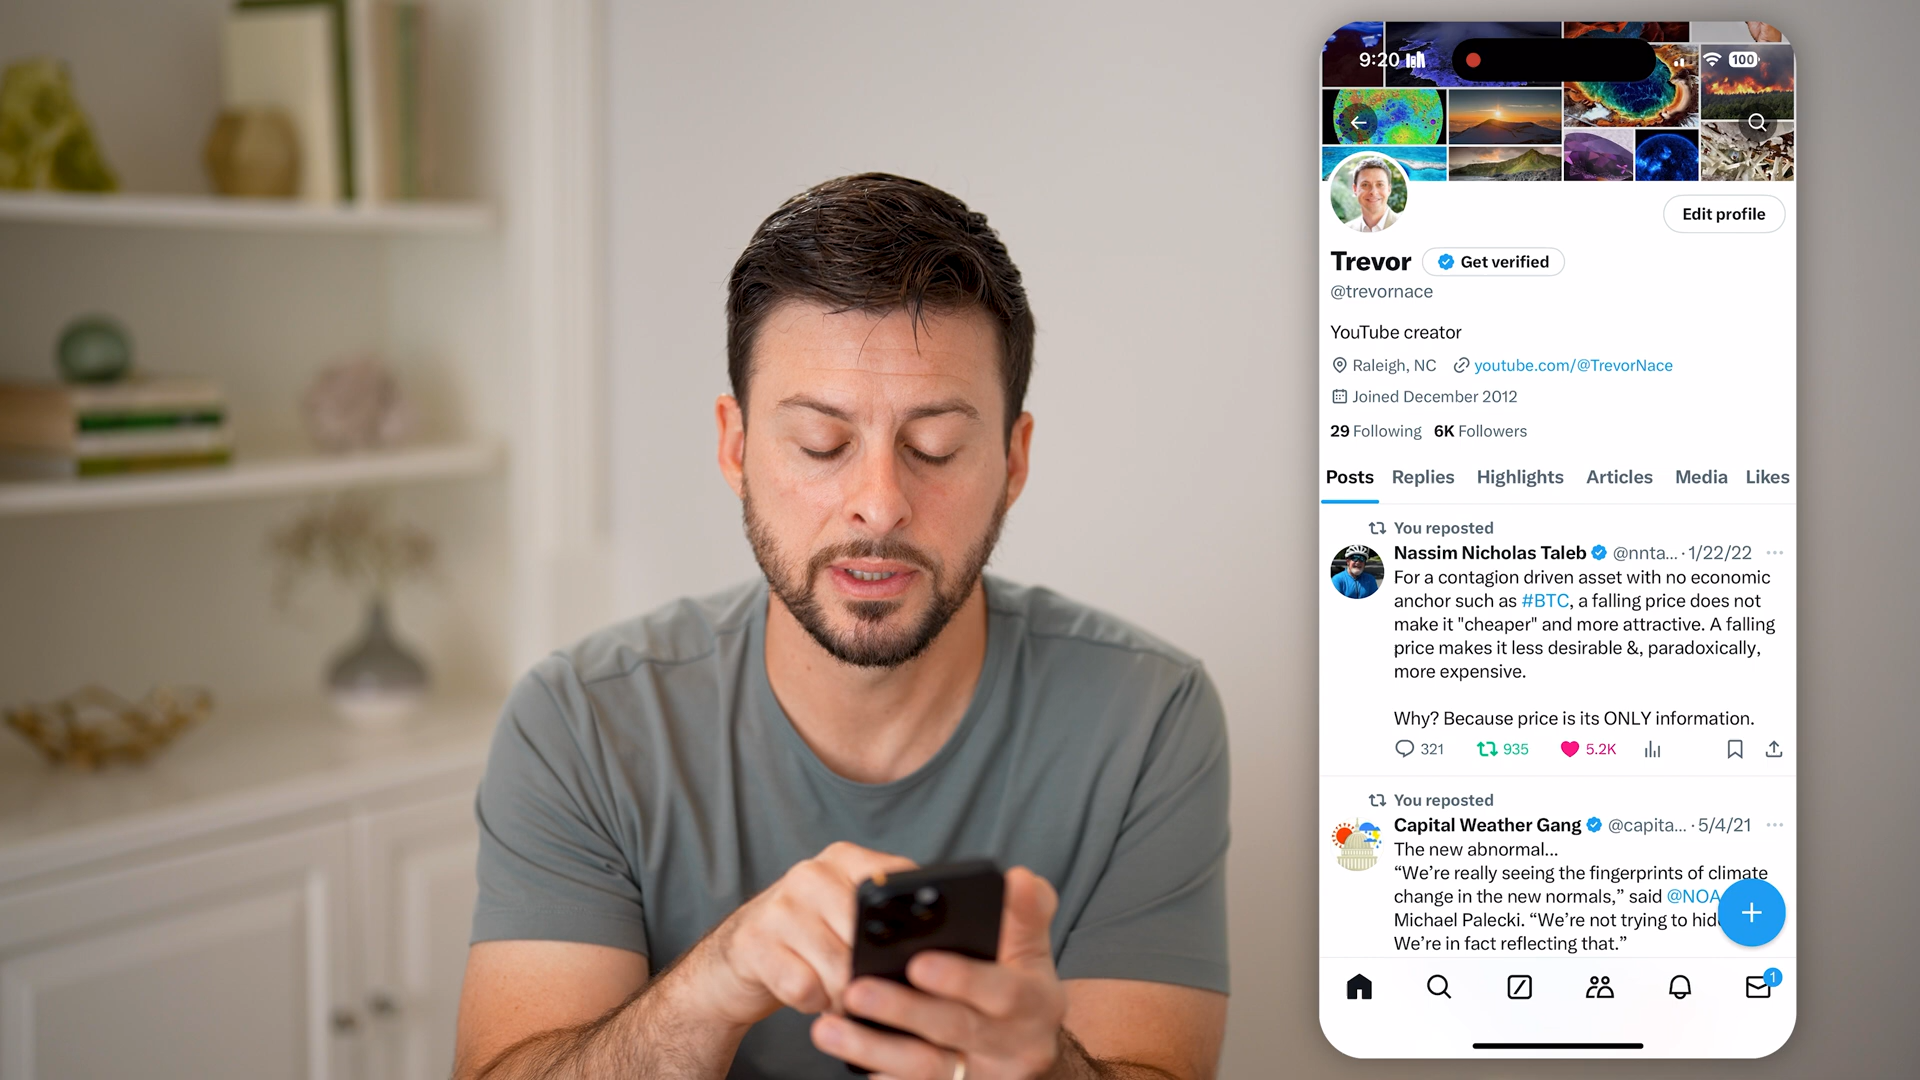 9:20
100
Edit profile
Trevor
Get verified
@trevornace
YouTube creator
Raleigh, NC
youtube.com/@TrevorNace
Joined December 2012
29 Following 6K Followers
Posts Replies Highlights Articles Media Likes
You reposted
Nassim Nicholas Taleb @nnta... · 1/22/22
For a contagion driven asset with no economic
anchor such as #BTC, a falling price does not
make it "cheaper" and more attractive. A falling
price makes it less desirable &, paradoxically,
more expensive.
Why? Because price is its ONLY information.
321 935 5.2K
You reposted
Capital Weather Gang @capita... · 5/4/21
The new abnormal...
“We’re really seeing the fingerprints of climate
change in the new normals,” said @NOA
Michael Palecki. “We’re not trying to hid
We’re in fact reflecting that.”
1